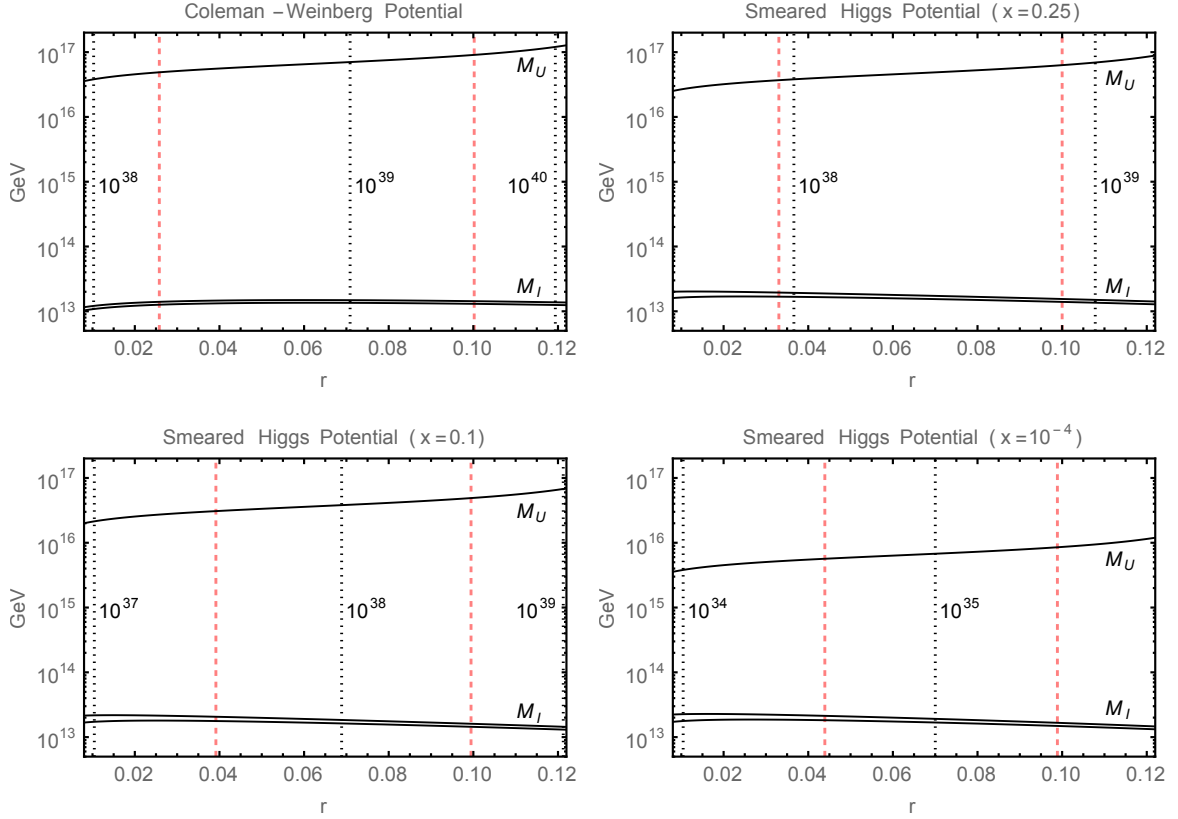 Coleman – Weinberg Potential
10^17
10^16
10^15
10^14
10^13
GeV
M_U
10^38
10^39
10^40
M_I
0.02 0.04 0.06 0.08 0.10 0.12
r
Smeared Higgs Potential ( x = 0.25)
10^17
10^16
10^15
10^14
10^13
GeV
M_U
10^38
10^39
M_I
0.02 0.04 0.06 0.08 0.10 0.12
r
Smeared Higgs Potential ( x = 0.1)
10^17
10^16
10^15
10^14
10^13
GeV
M_U
10^37
10^38
10^39
M_I
0.02 0.04 0.06 0.08 0.10 0.12
r
Smeared Higgs Potential ( x = 10^−4)
10^17
10^16
10^15
10^14
10^13
GeV
M_U
10^34
10^35
M_I
0.02 0.04 0.06 0.08 0.10 0.12
r